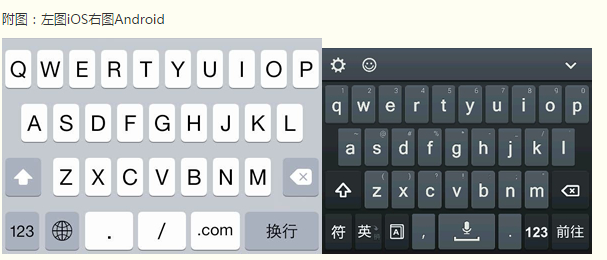 附图：左图iOS右图Android
Q W E R T Y U I O P
A S D F G H J K L
Z X C V B N M
123 . / .com 换行
1 2 3 4 5 6 7 8 9 0
q w e r t y u i o p
~ @ # % " * - /
a s d f g h j k l
( )
z x c v b n m
符 英 , . 123 前往